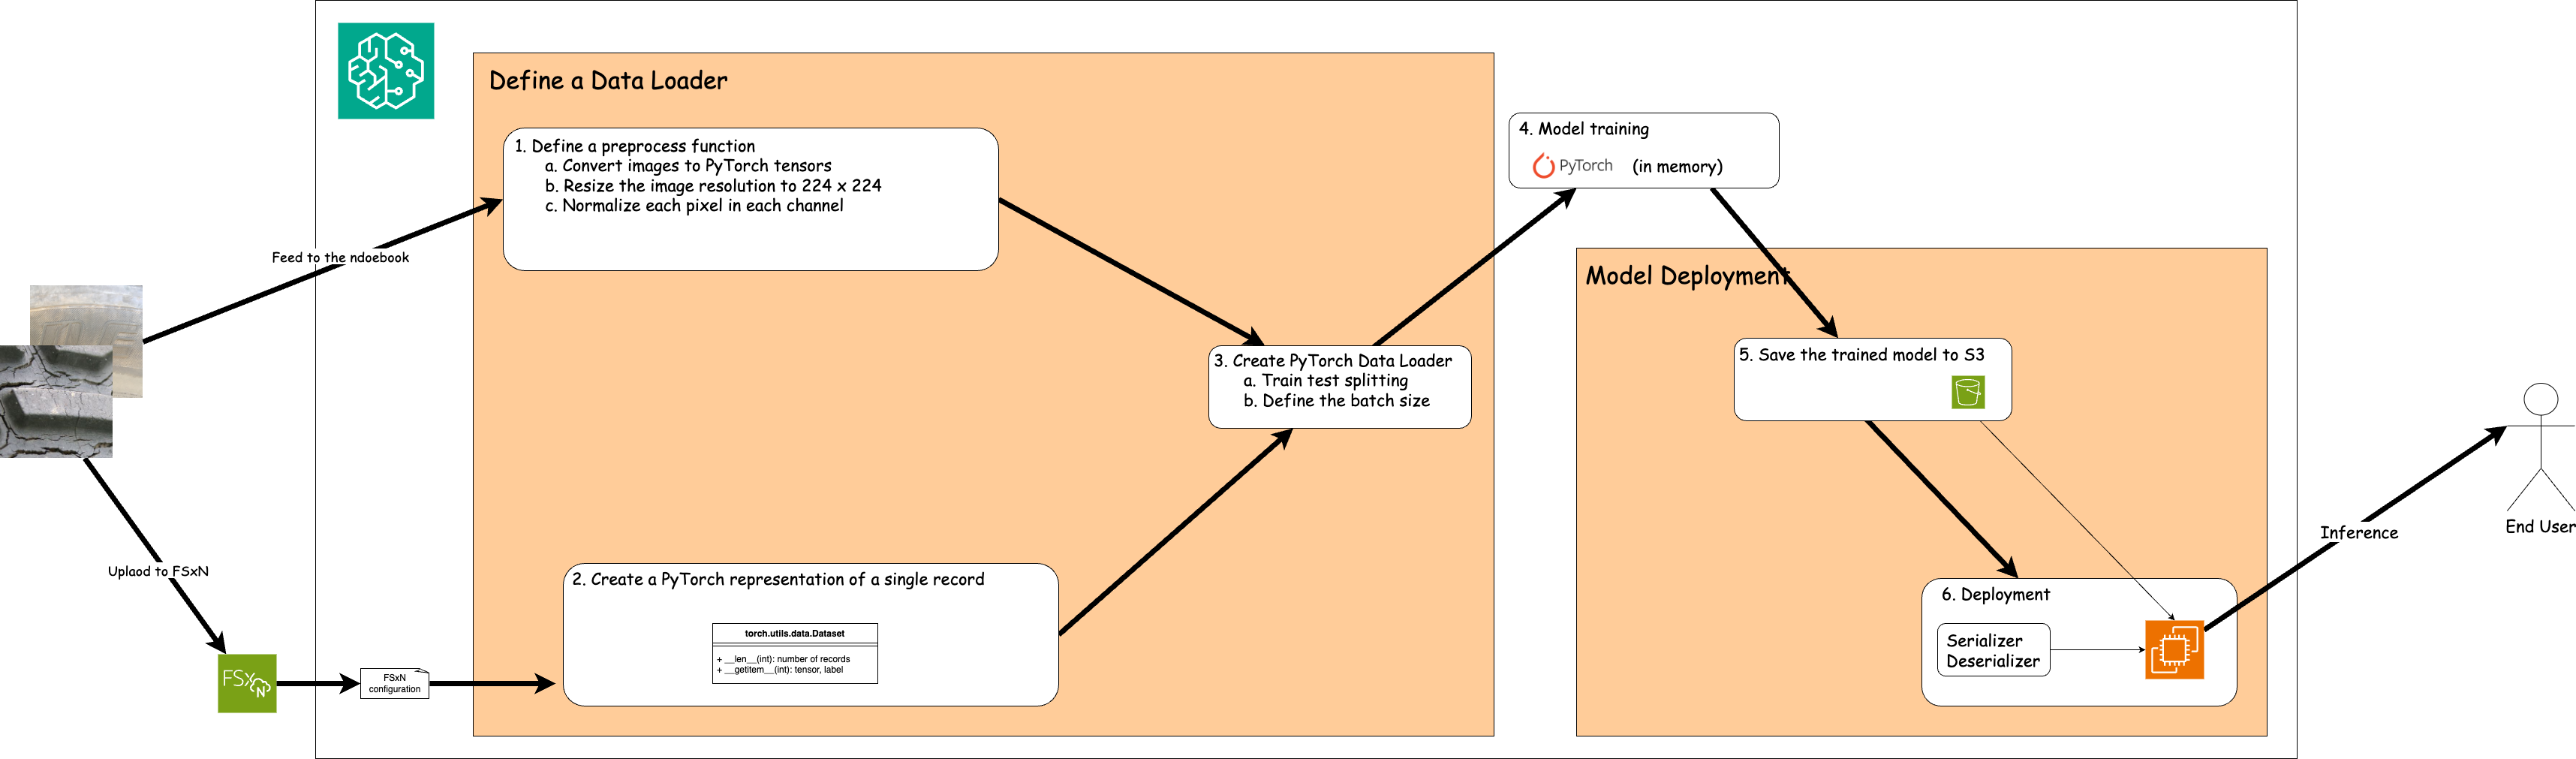 Define a Data Loader
1. Define a preprocess function
a. Convert images to PyTorch tensors
b. Resize the image resolution to 224 x 224
c. Normalize each pixel in each channel
Feed to the ndoebook
Uplaod to FSxN
FSx
N
FSxN
configuration
2. Create a PyTorch representation of a single record
torch.utils.data.Dataset
+ __len__(int): number of records
+ __getitem__(int): tensor, label
3. Create PyTorch Data Loader
a. Train test splitting
b. Define the batch size
4. Model training
PyTorch (in memory)
Model Deployment
5. Save the trained model to S3
6. Deployment
Serializer
Deserializer
Inference
End User